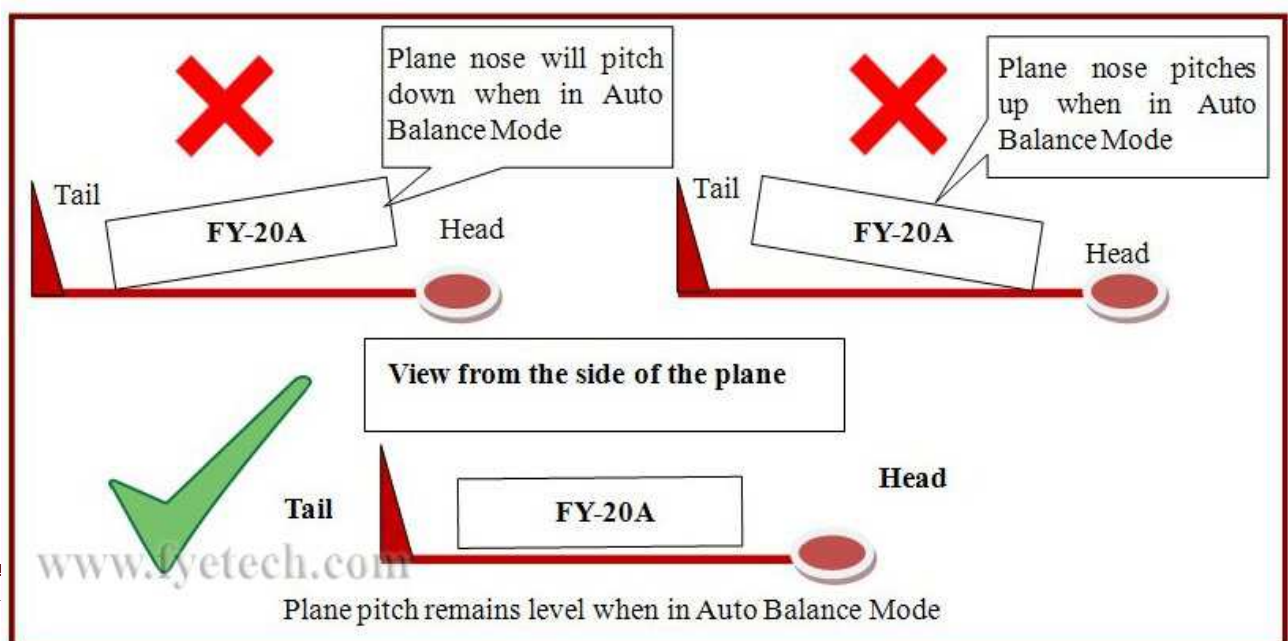 Plane nose will pitch
down when in Auto
Balance Mode
Tail
FY-20A
Head
Plane nose pitches
up when in Auto
Balance Mode
Tail
FY-20A
Head
View from the side of the plane
Tail
FY-20A
Head
www.fyetech.com
Plane pitch remains level when in Auto Balance Mode